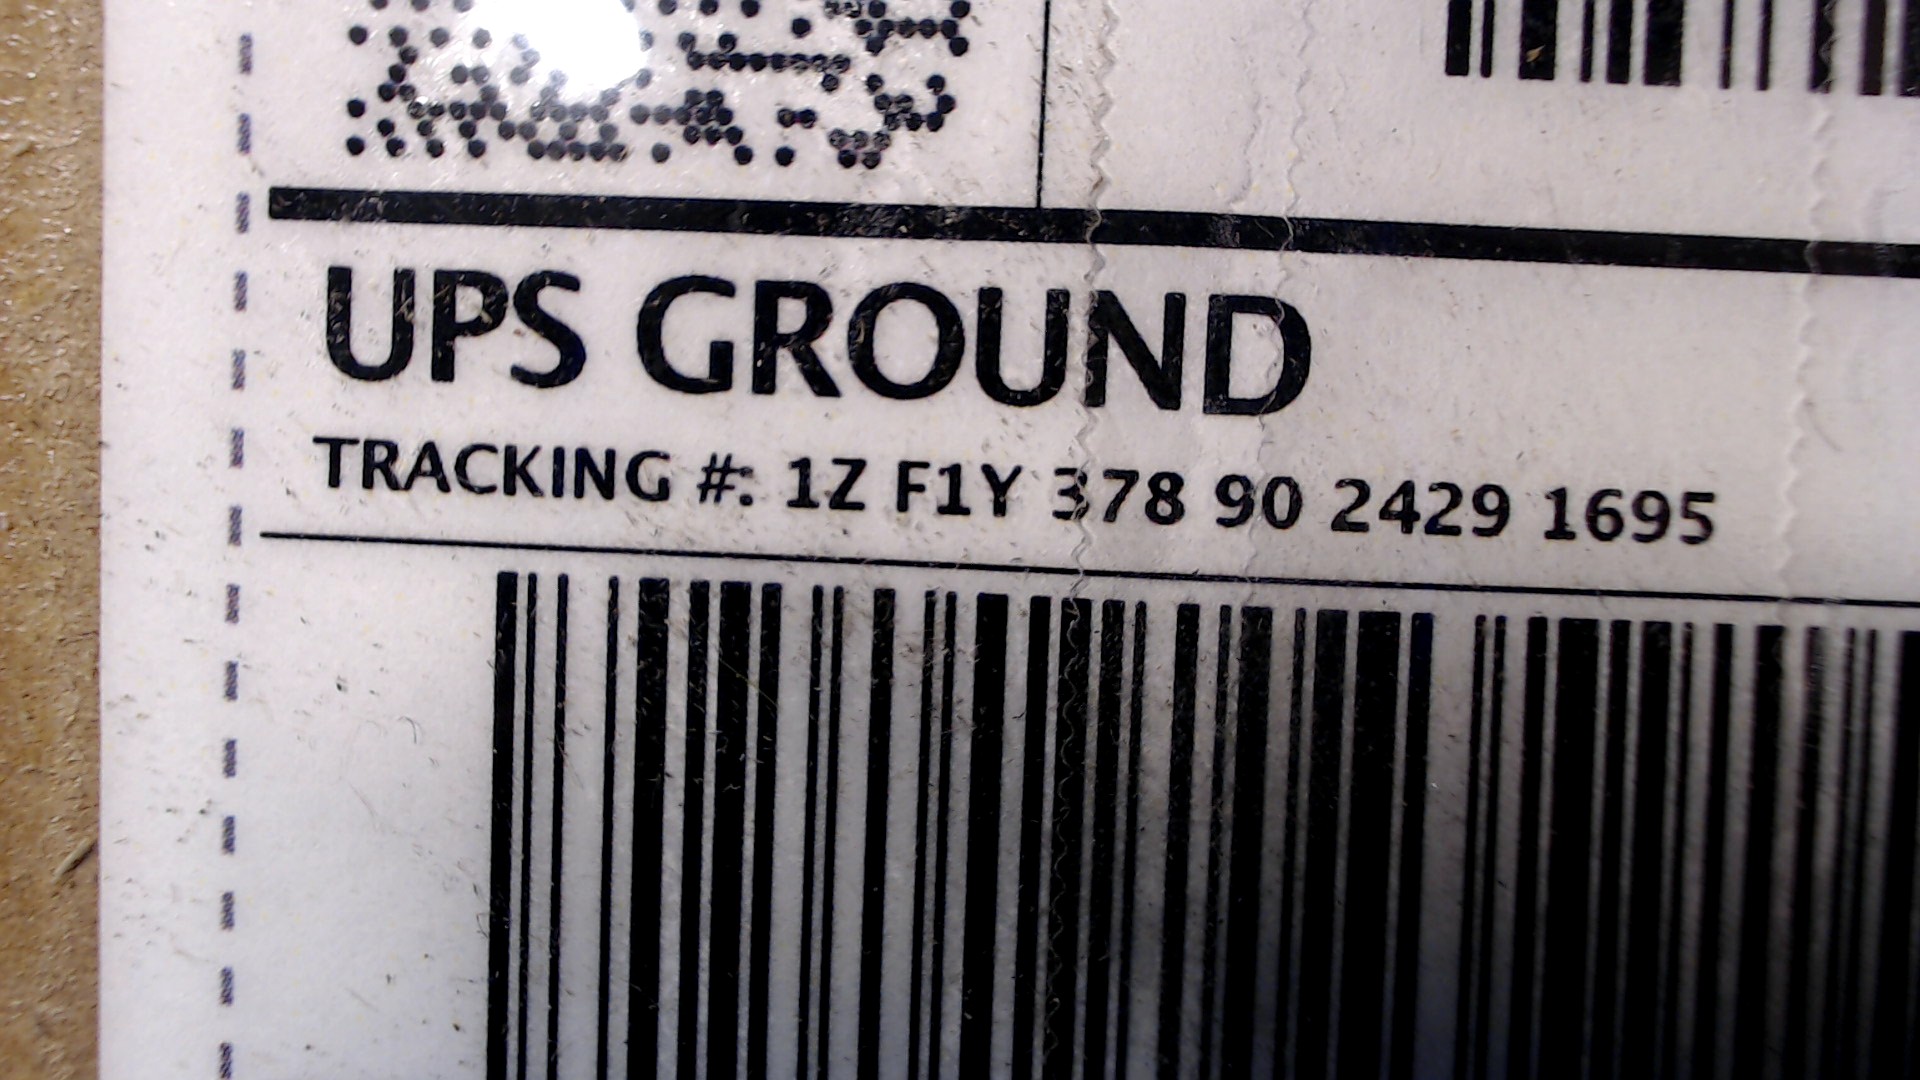 UPS GROUND
TRACKING #: 1Z F1Y 378 90 2429 1695